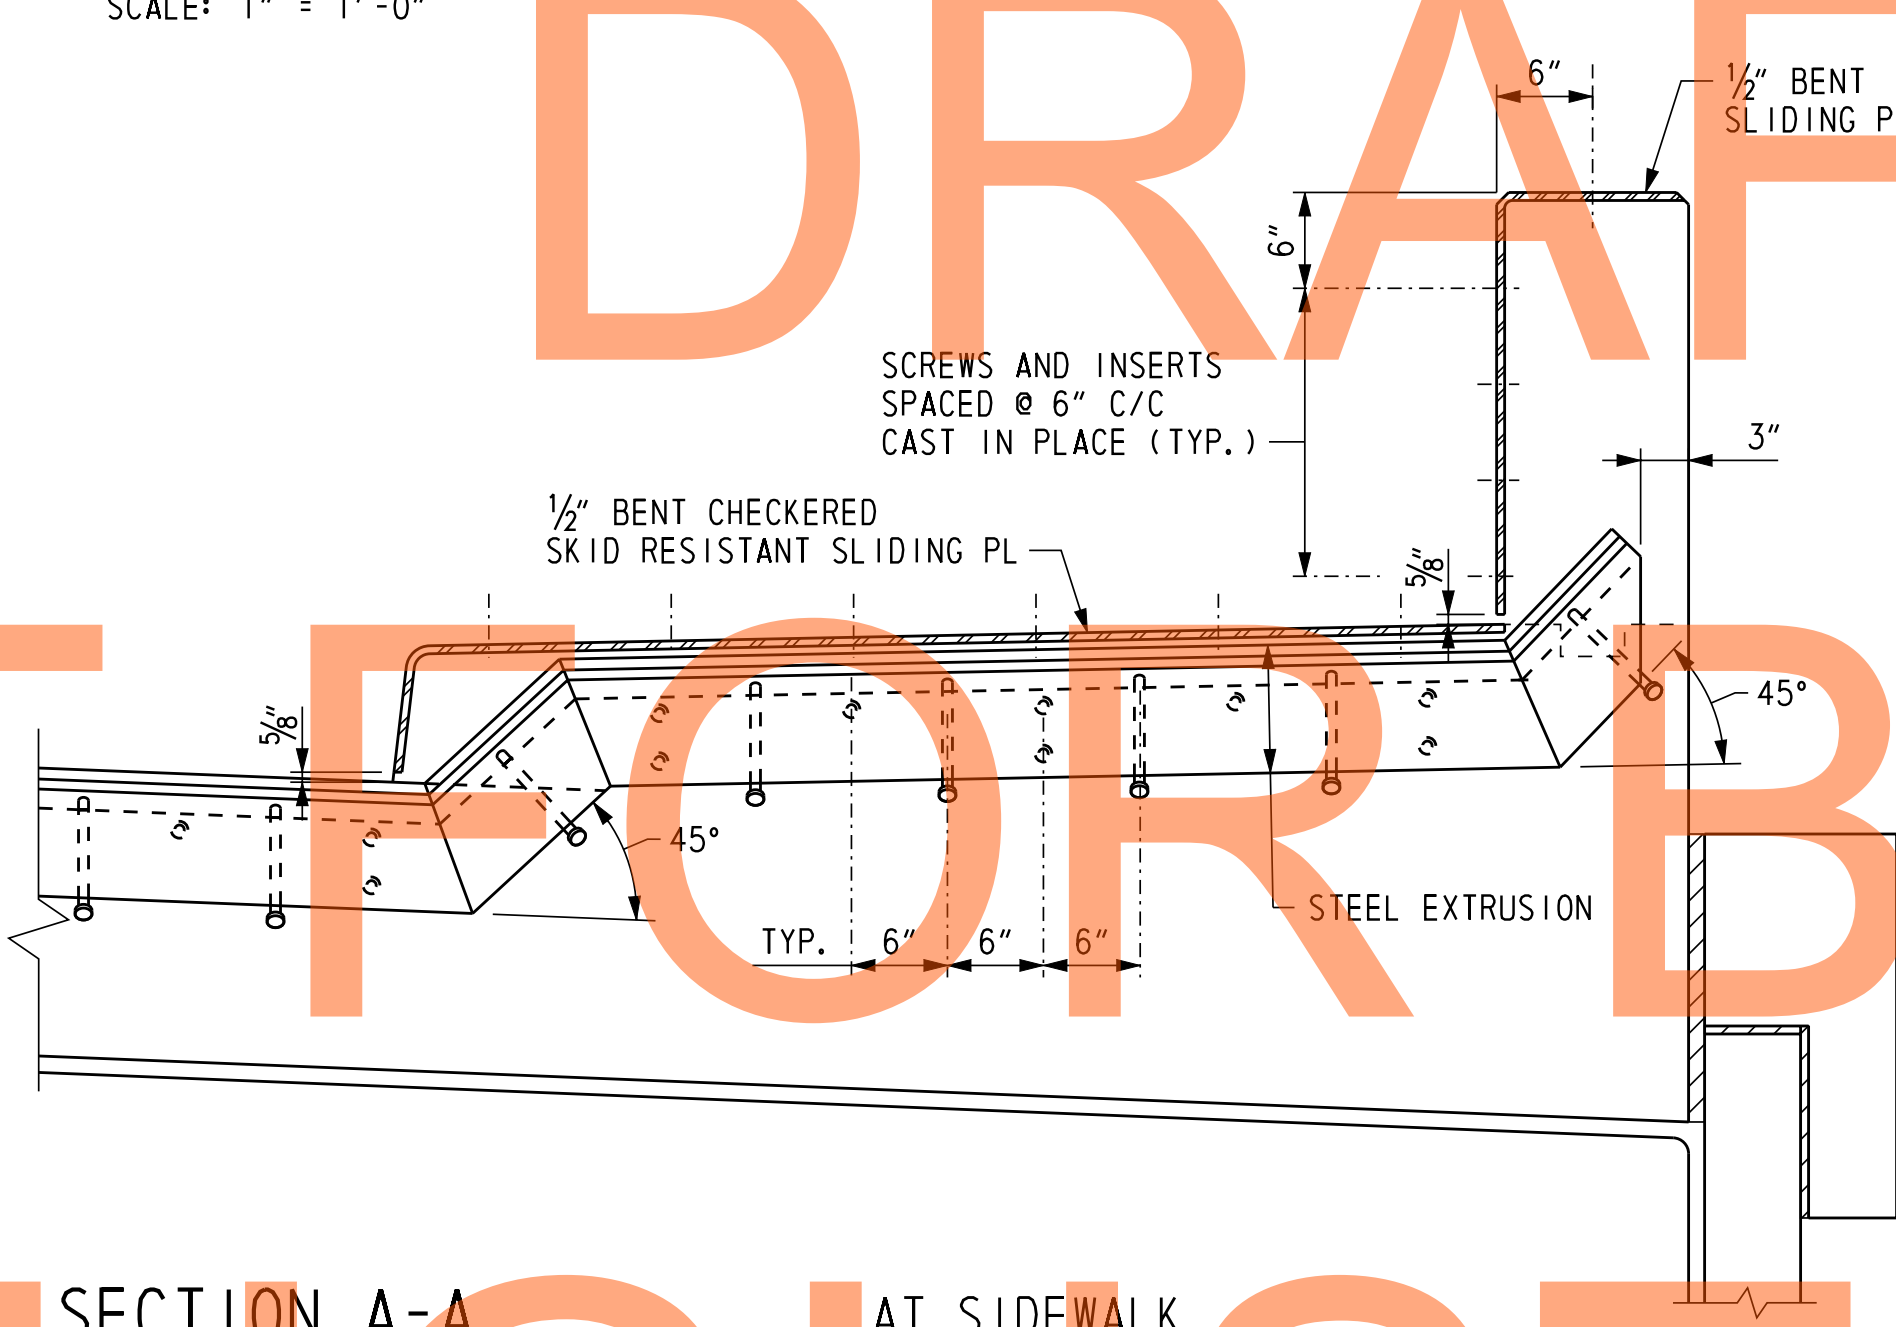 SCALE: 1" = 1'-0"
6"
½" BENT
SLIDING P
6"
SCREWS AND INSERTS
SPACED @ 6" C/C
CAST IN PLACE (TYP.)
3"
½" BENT CHECKERED
SKID RESISTANT SLIDING PL
⅝"
⅝"
45°
45°
STEEL EXTRUSION
TYP. 6" 6" 6"
SECTION A-A
AT SIDEWALK
DRAF
T FOR B